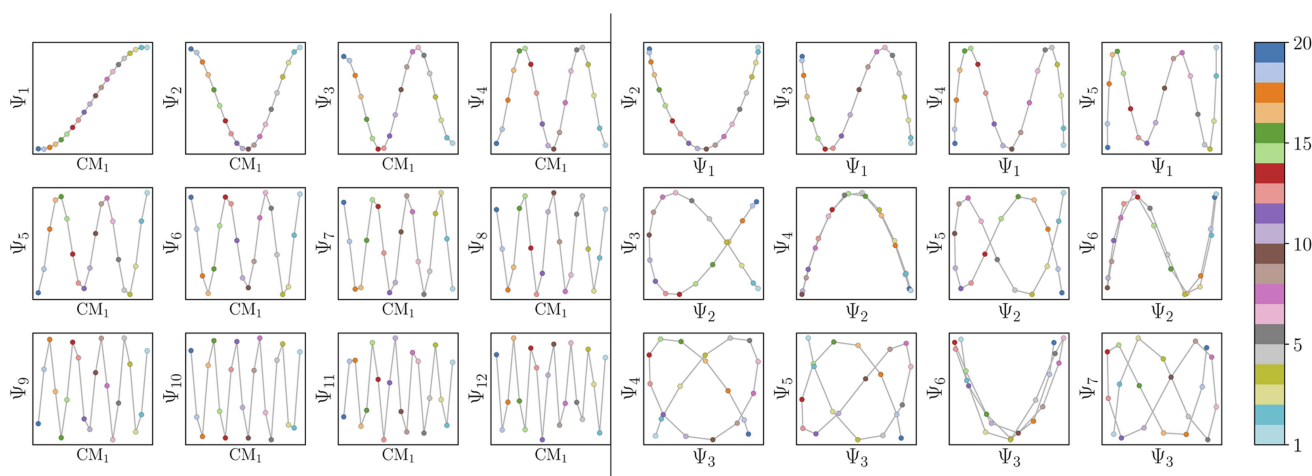 Ψ₁ Ψ₂ Ψ₃ Ψ₄ Ψ₂ Ψ₃ Ψ₄ Ψ₅ 20
CM₁ CM₁ CM₁ CM₁ Ψ₁ Ψ₁ Ψ₁ Ψ₁ 15
Ψ₅ Ψ₆ Ψ₇ Ψ₈ Ψ₃ Ψ₄ Ψ₅ Ψ₆ 10
CM₁ CM₁ CM₁ CM₁ Ψ₂ Ψ₂ Ψ₂ Ψ₂
Ψ₉ Ψ₁₀ Ψ₁₁ Ψ₁₂ Ψ₄ Ψ₅ Ψ₆ Ψ₇ 5
CM₁ CM₁ CM₁ CM₁ Ψ₃ Ψ₃ Ψ₃ Ψ₃ 1